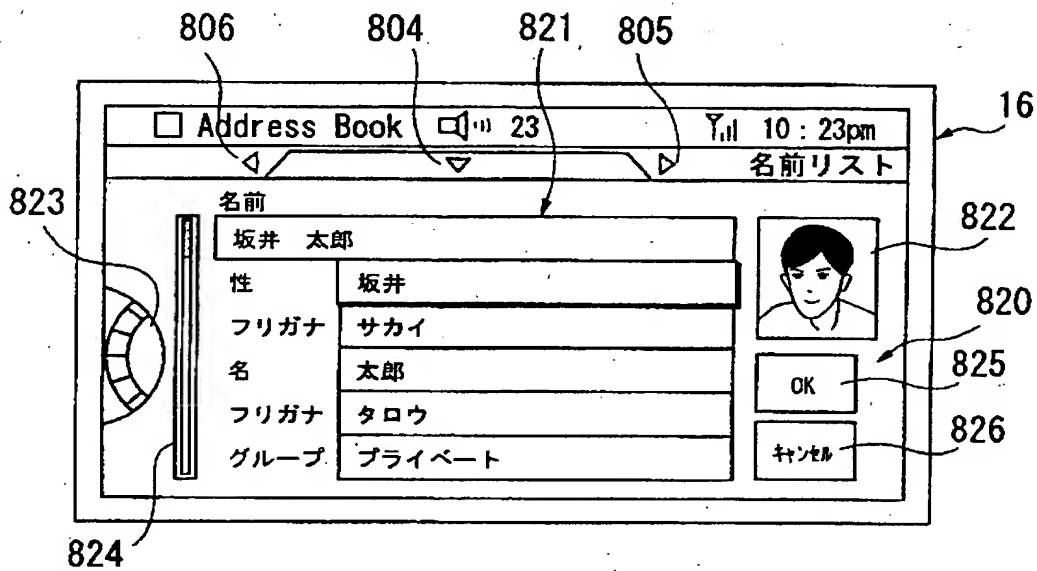 806 804 821 805
16
□ Address Book 23 10:23pm
名前リスト
823
名前
822
坂井 太郎
性 坂井
フリガナ サカイ
820
名 太郎
OK
825
フリガナ タロウ
826
グループ プライベート
キャンセル
824